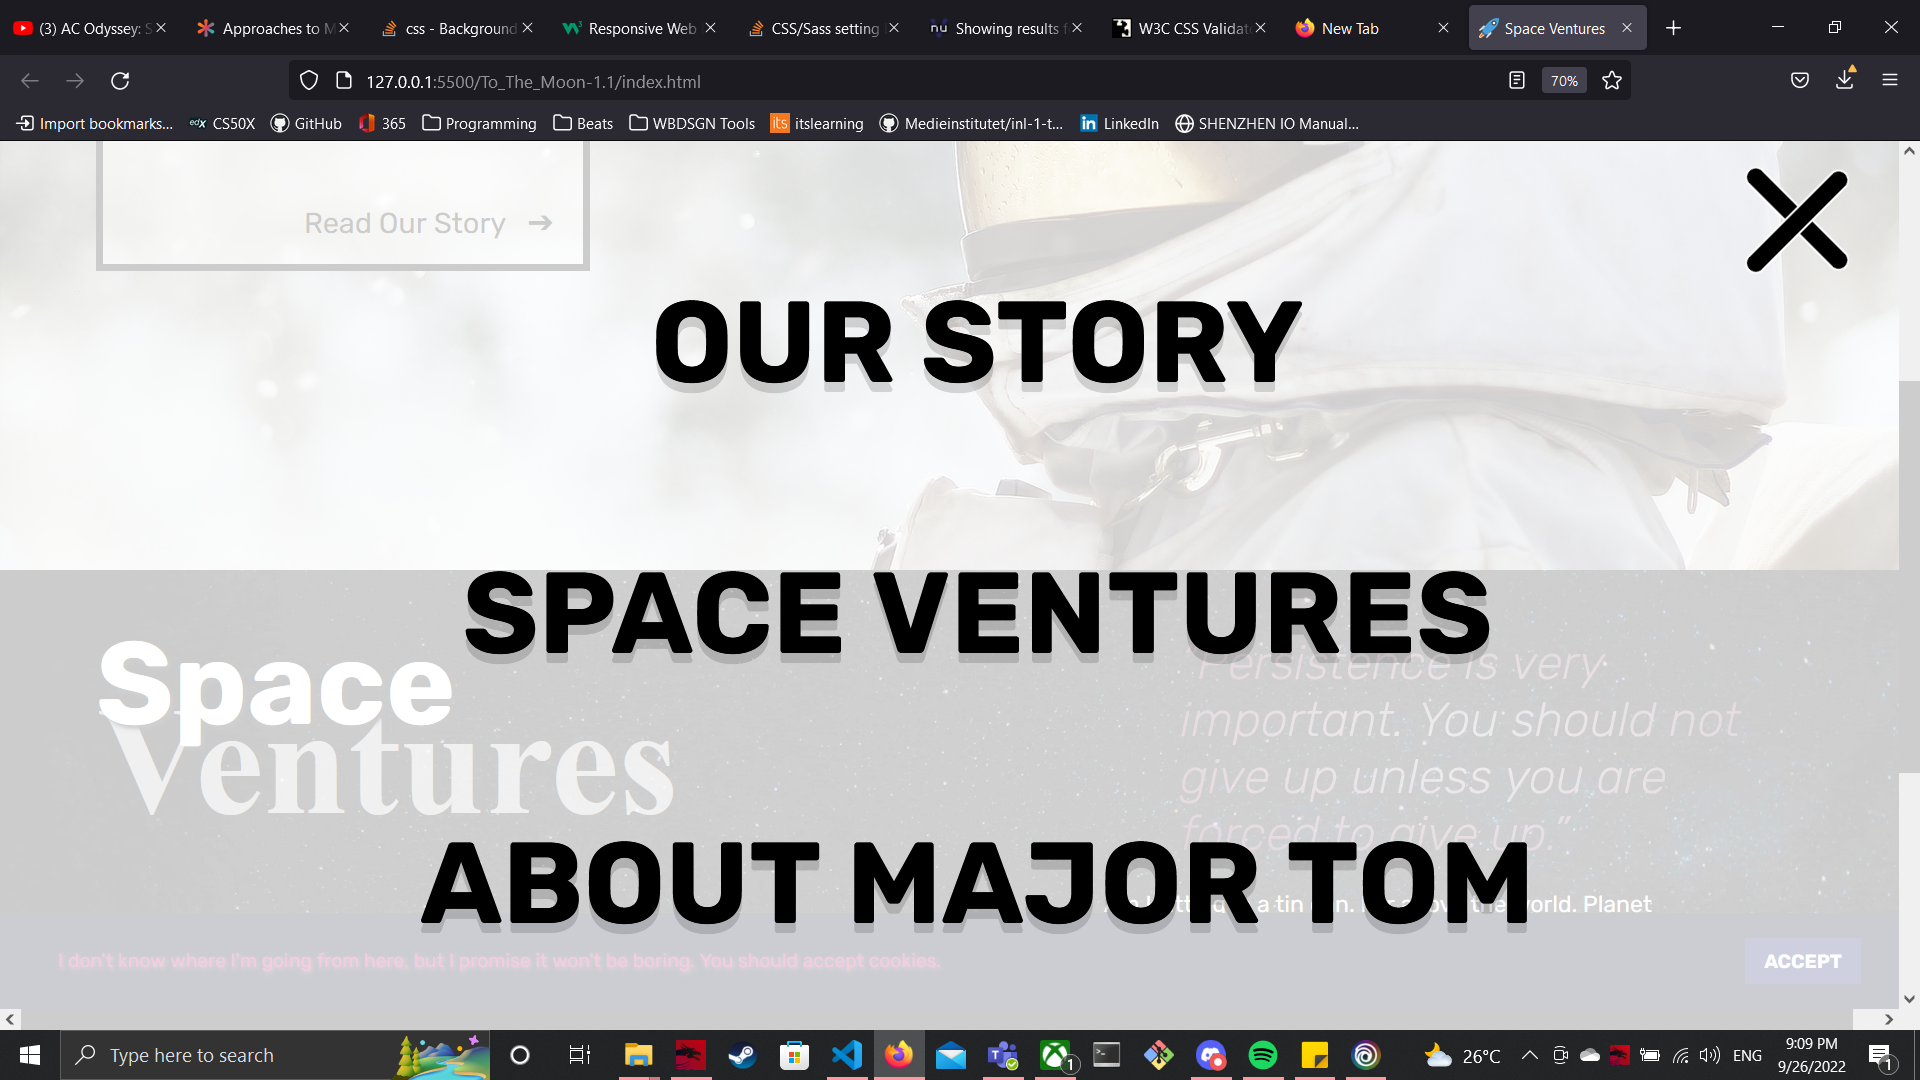 (3) AC Odyssey: S
Approaches to M
css - Background
Responsive Web
CSS/Sass setting
Showing results f
W3C CSS Validat
New Tab
Space Ventures
127.0.0.1:5500/To_The_Moon-1.1/index.html
70%
Import bookmarks...
CS50X
GitHub
365
Programming
Beats
WBDSGN Tools
itslearning
Medieinstitutet/inl-1-t...
LinkedIn
SHENZHEN IO Manual...
Read Our Story
OUR STORY
SPACE VENTURES
Space
Ventures
"Persistence is very
important. You should not
give up unless you are
forced to give up."
ABOUT MAJOR TOM
a tin world. Planet
I don't know where I'm going from here, but I promise it won't be boring. You should accept cookies.
ACCEPT
Type here to search
1
26°C
ENG
9:09 PM
9/26/2022
1